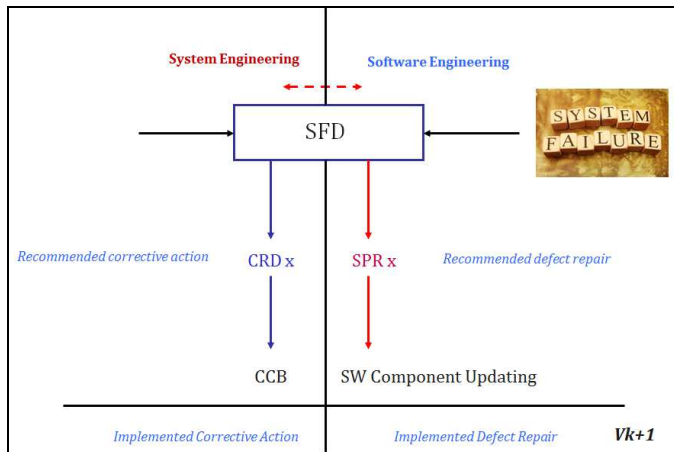 System Engineering
Software Engineering
SFD
SYSTEM
FAILURE
Recommended corrective action
CRD x
SPR x
Recommended defect repair
CCB
SW Component Updating
Implemented Corrective Action
Implemented Defect Repair
Vk+1